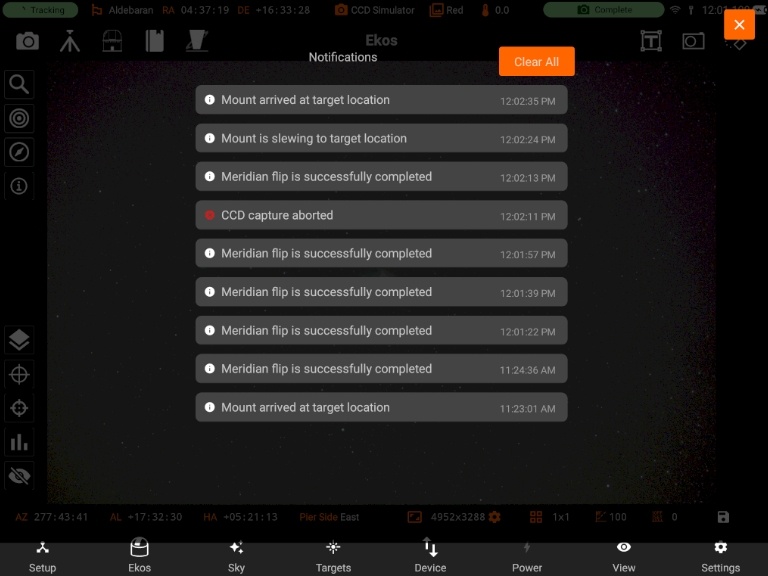 Tracking Aldebaran RA 04:37:19 DE +16:33:28 CCD Simulator Red 0.0 Complete
Ekos
Notifications
Clear All
Mount arrived at target location 12:02:35 PM
Mount is slewing to target location 12:02:24 PM
Meridian flip is successfully completed 12:02:13 PM
CCD capture aborted 12:02:11 PM
Meridian flip is successfully completed 12:01:57 PM
Meridian flip is successfully completed 12:01:39 PM
Meridian flip is successfully completed 12:01:22 PM
Meridian flip is successfully completed 11:24:36 AM
Mount arrived at target location 11:23:01 AM
AZ 277:43:41 AL +17:32:30 HA +05:21:13 Pier Side East 4952x3288 1x1 100 0
Setup Ekos Sky Targets Device Power View Settings